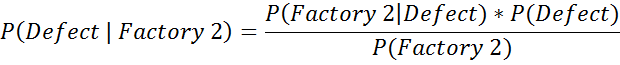 P(Defect | Factory 2) = P(Factory 2|Defect) * P(Defect) / P(Factory 2)